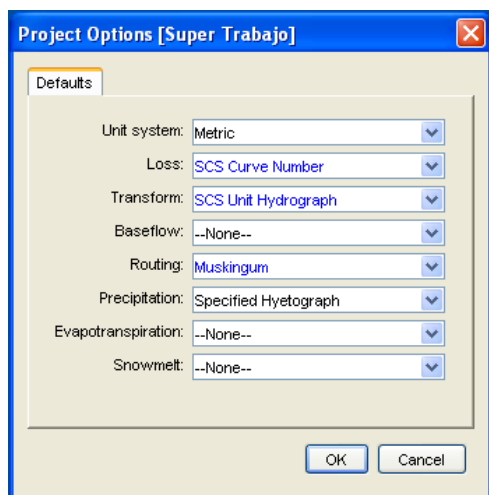 Project Options [Super Trabajo]
Defaults
Unit system: Metric
Loss: SCS Curve Number
Transform: SCS Unit Hydrograph
Baseflow: --None--
Routing: Muskingum
Precipitation: Specified Hyetograph
Evapotranspiration: --None--
Snowmelt: --None--
OK Cancel